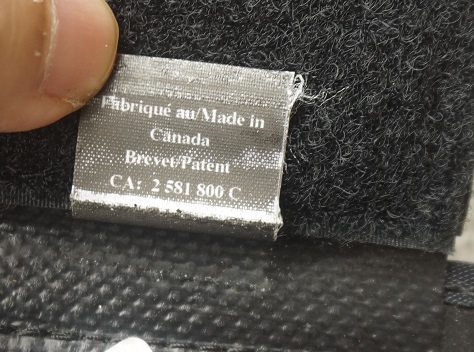 Fabriqué au/Made in
Canada
Brevet/Patent
CA: 2 581 800 C